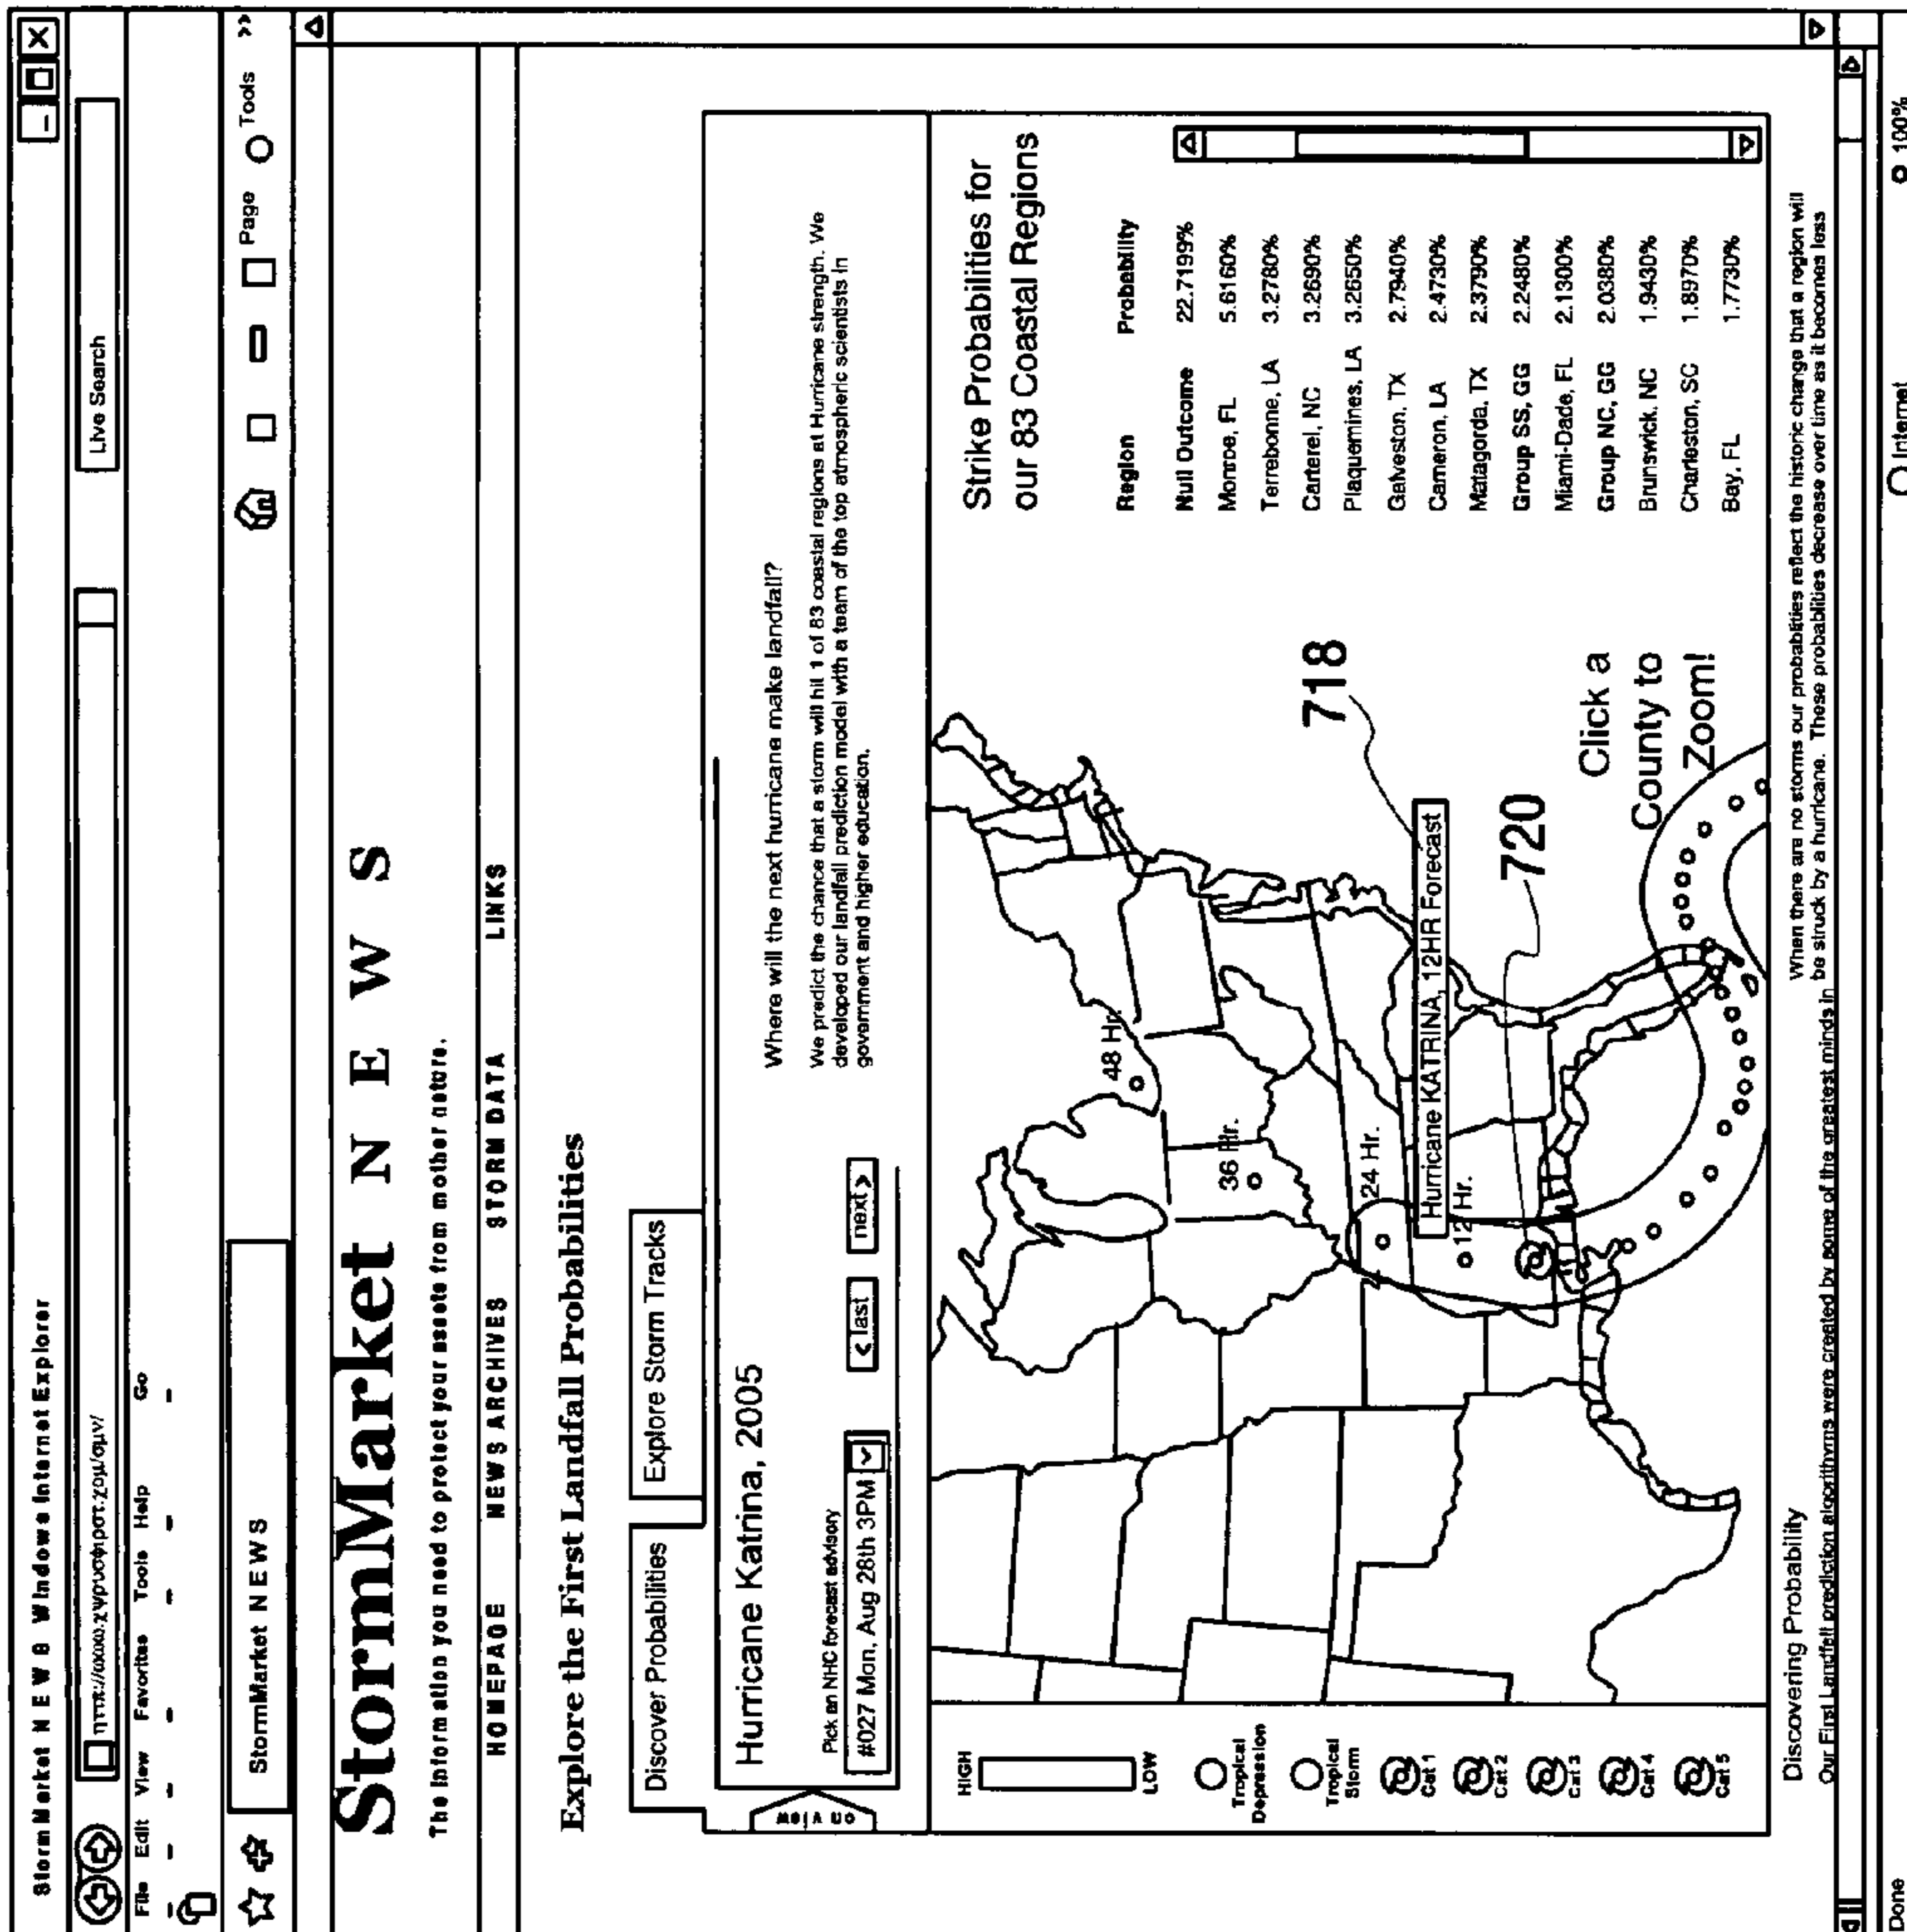 StormMarket N E W S Windows Internet Explorer
ηττπ://ωωω.χψρυσφιρστ.χομ/σμν/
Live Search
File Edit View Favorites Tools Help Go
StormMarket N E W S
Page Tools »
StormMarket N E W S
The information you need to protect your assets from mother nature.
HOMEPAGE NEWS ARCHIVES STORM DATA LINKS
Explore the First Landfall Probabilities
Discover Probabilities
Explore Storm Tracks
Hurricane Katrina, 2005
Pick an NHC forecast advisory
#027 Mon, Aug 28th 3PM
< last
next >
Where will the next hurricane make landfall?
We predict the chance that a storm will hit 1 of 83 coastal regions at Hurricane strength. We
developed our landfall prediction model with a team of the top atmospheric scientists in
government and higher education.
HIGH
LOW
Tropical
Depression
Tropical
Storm
Cat 1
Cat 2
Cat 3
Cat 4
Cat 5
48 Hr.
36 Hr.
24 Hr.
Hurricane KATRINA, 12HR Forecast
12 Hr.
718
720
Click a
County to
Zoom!
Strike Probabilities for
our 83 Coastal Regions
Region Probability
Null Outcome 22.7199%
Monroe, FL 5.6160%
Terrebonne, LA 3.2780%
Carterel, NC 3.2690%
Plaquemines, LA 3.2650%
Galveston, TX 2.7940%
Cameron, LA 2.4730%
Matagorda, TX 2.3790%
Group SS, GG 2.2480%
Miami-Dade, FL 2.1300%
Group NC, GG 2.0380%
Brunswick, NC 1.9430%
Charleston, SC 1.8970%
Bay, FL 1.7730%
Discovering Probability
Our First Landfell prediction algorithyms were created by some of the greatest minds in
When there are no storms our probabilities reflect the historic change that a region will
be struck by a hurricane. These probablities decrease over time as it becomes less
Done
Internet
100%